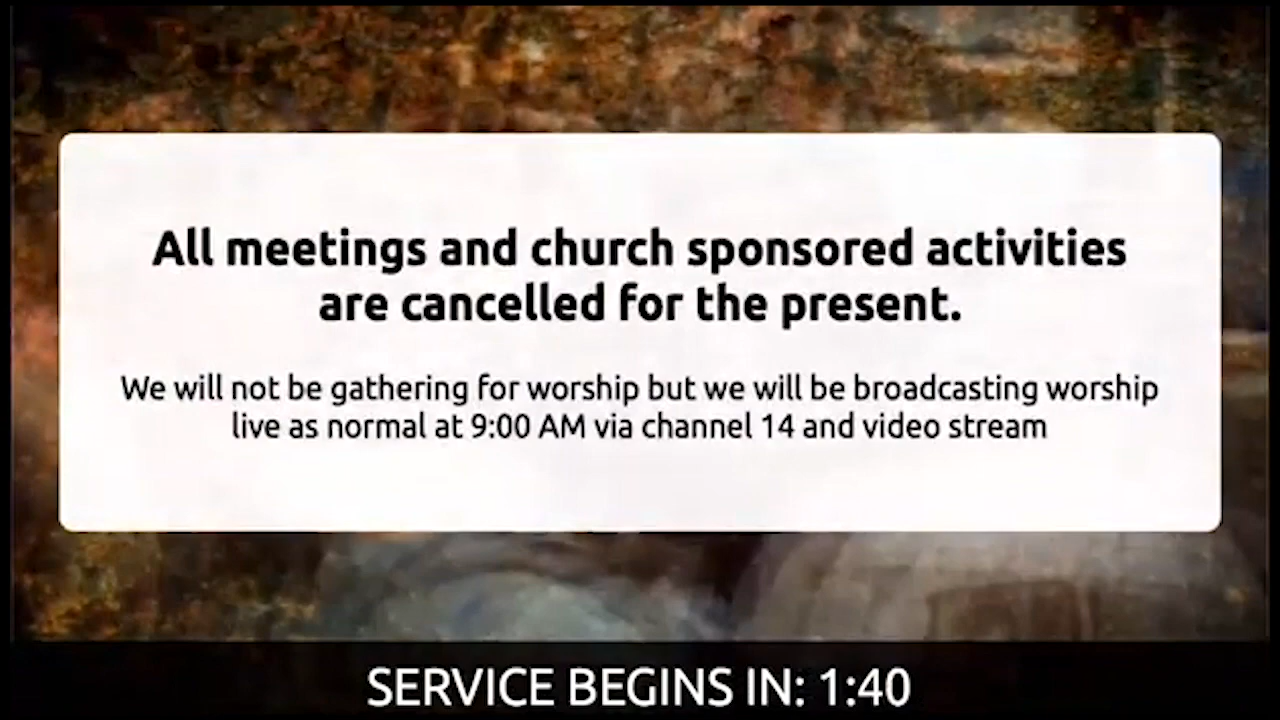 All meetings and church sponsored activities
are cancelled for the present.
We will not be gathering for worship but we will be broadcasting worship
live as normal at 9:00 AM via channel 14 and video stream
SERVICE BEGINS IN: 1:40